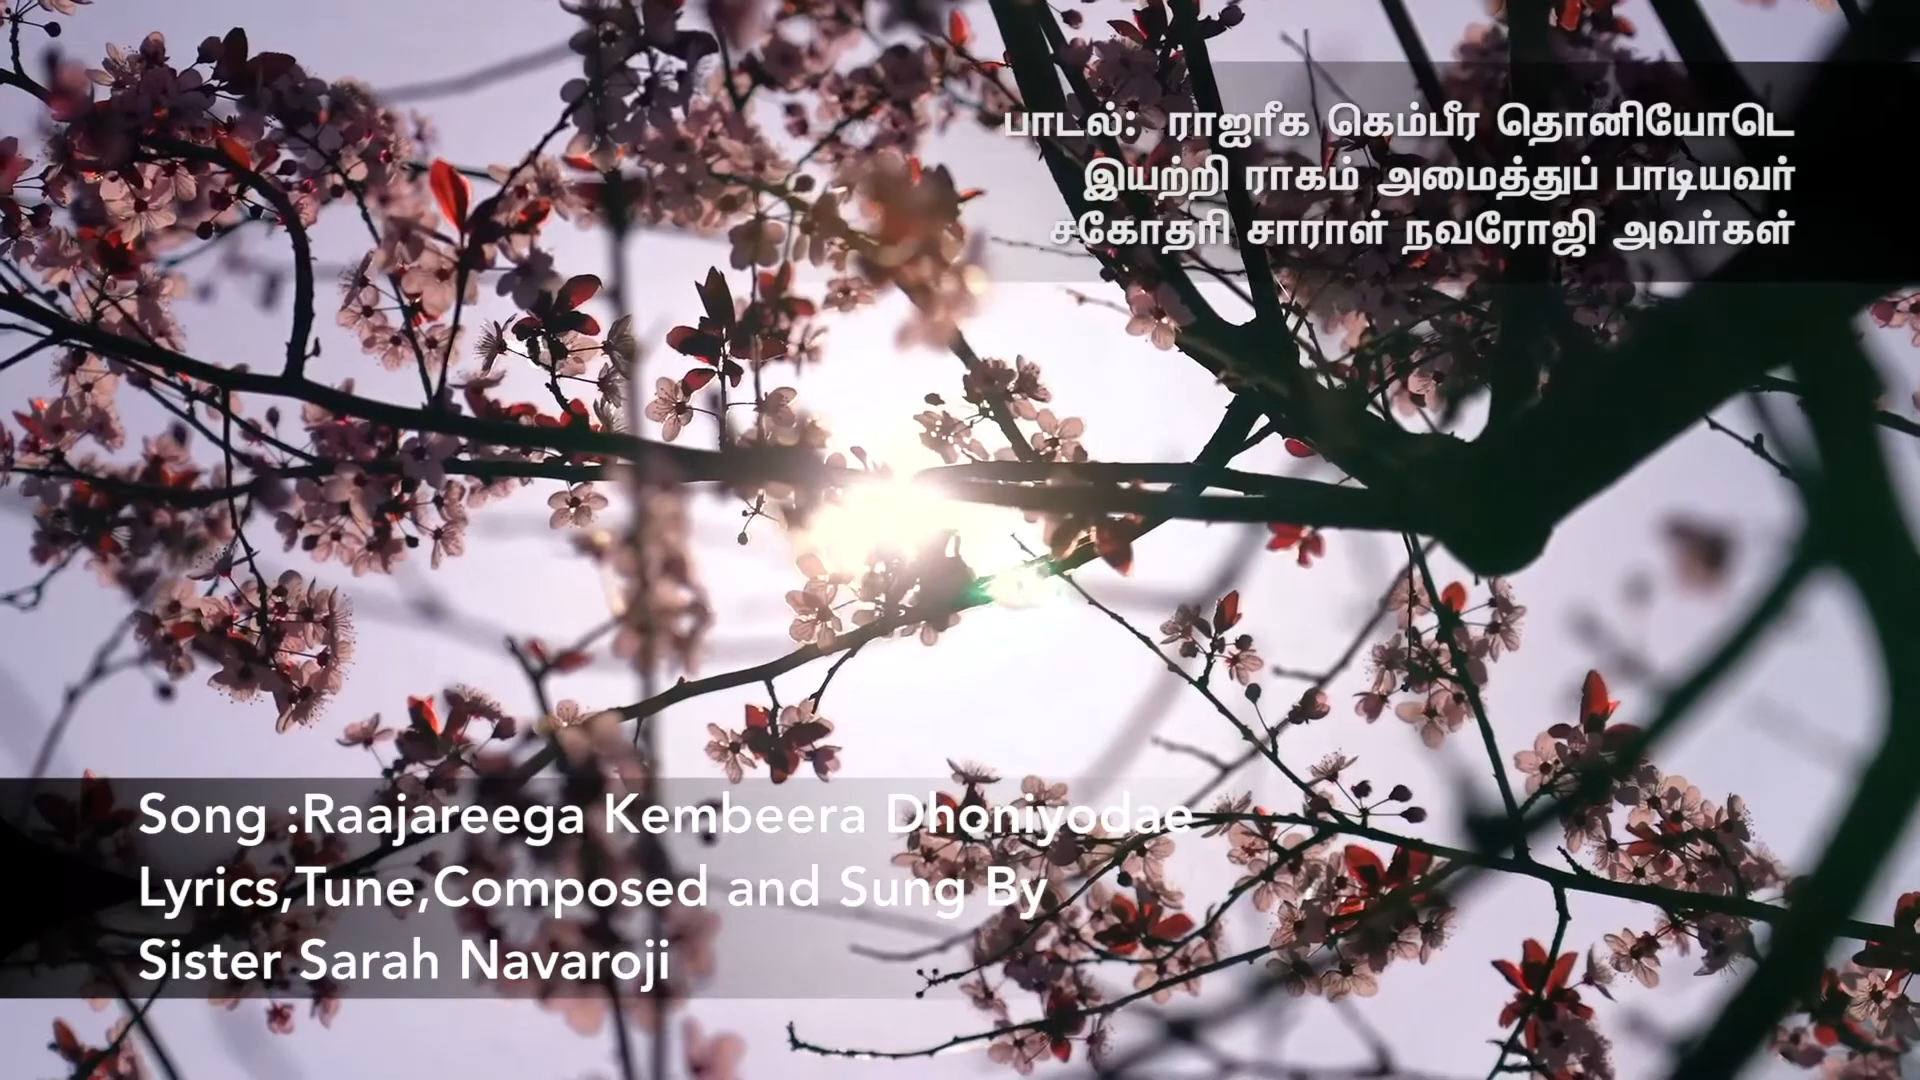 பாடல்: ராஜரீக கெம்பீர தொனியோடெ
இயற்றி ராகம் அமைத்துப் பாடியவர்
சகோதரி சாராள் நவரோஜி அவர்கள்
Song :Raajareega Kembeera Dhoniyodae
Lyrics,Tune,Composed and Sung By
Sister Sarah Navaroji